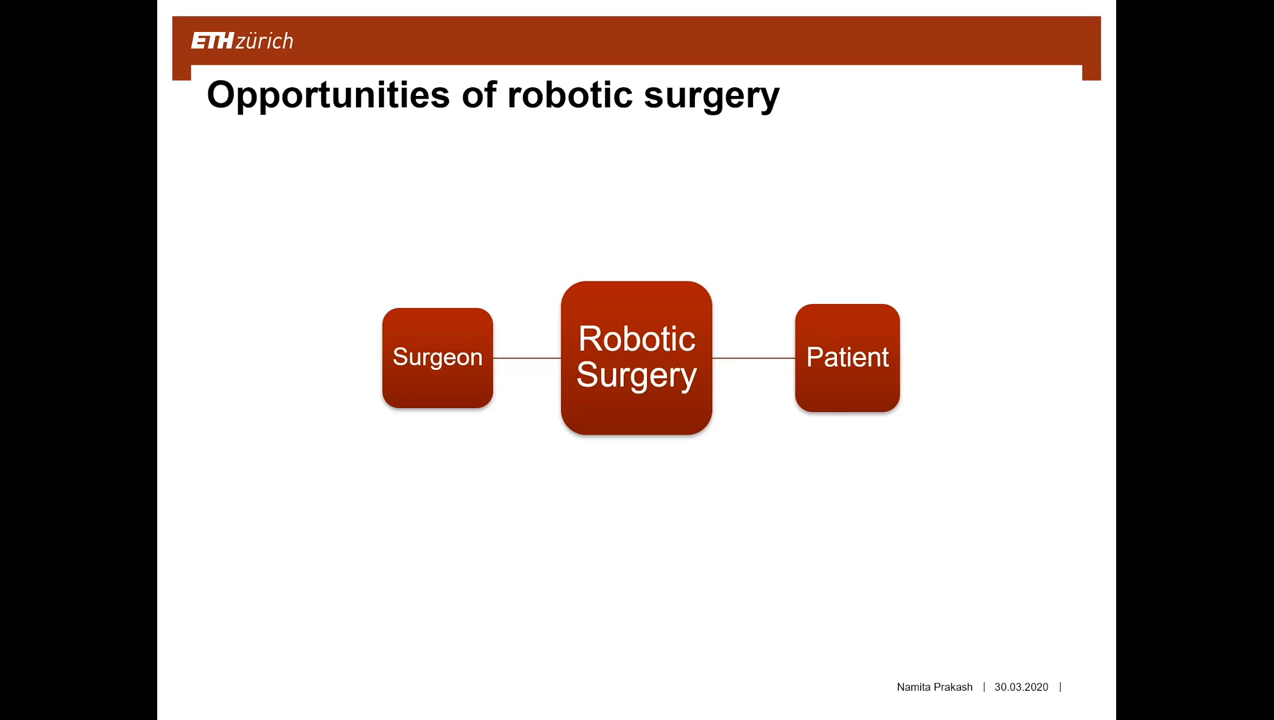 ETH zürich
Opportunities of robotic surgery
Surgeon
Robotic
Surgery
Patient
Namita Prakash | 30.03.2020 |